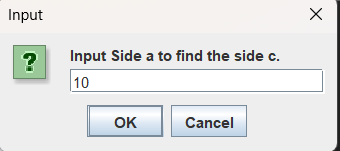 Input
?
Input Side a to find the side c.
10
OK
Cancel